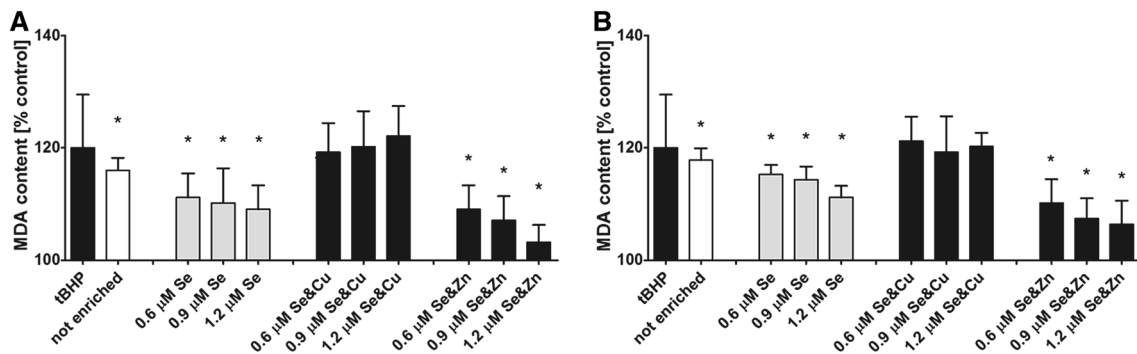 A
MDA content [% control]
140
120
100
* * * * * * *
tBHP
not enriched
0.6 µM Se
0.9 µM Se
1.2 µM Se
0.6 µM Se&Cu
0.9 µM Se&Cu
1.2 µM Se&Cu
0.6 µM Se&Zn
0.9 µM Se&Zn
1.2 µM Se&Zn
B
MDA content [% control]
140
120
100
* * * * * * *
tBHP
not enriched
0.6 µM Se
0.9 µM Se
1.2 µM Se
0.6 µM Se&Cu
0.9 µM Se&Cu
1.2 µM Se&Cu
0.6 µM Se&Zn
0.9 µM Se&Zn
1.2 µM Se&Zn